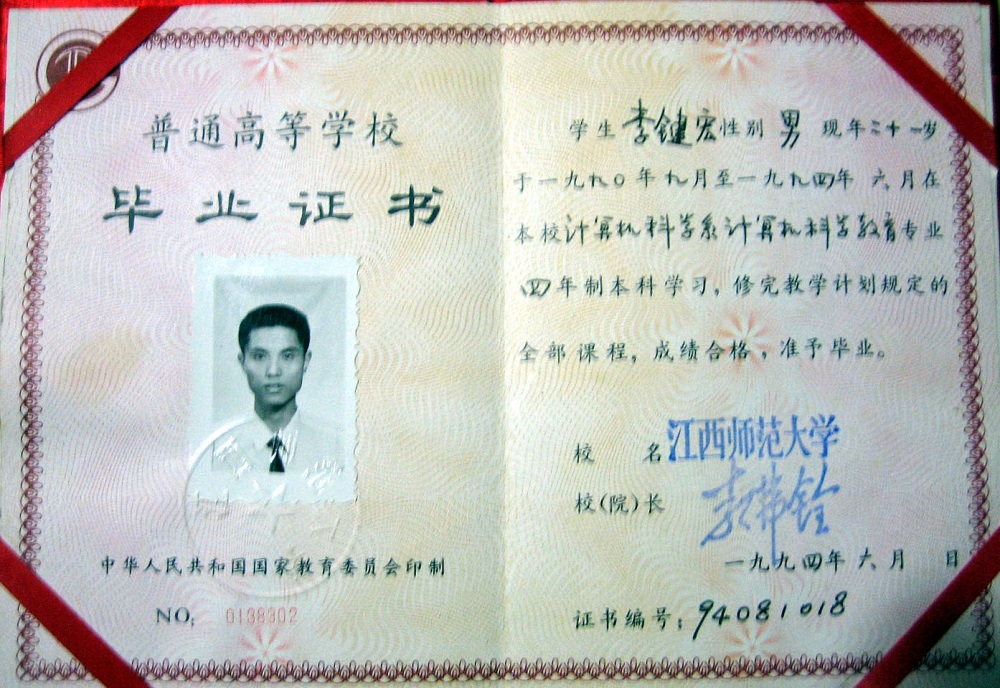 普通高等学校
毕业证书
中华人民共和国国家教育委员会印制
NO: 0138302
学生李键宏性别男 现年二十一岁
于一九九〇年九月至一九九四年 六月在
本校计算机科学系计算机科学教育专业
四年制本科学习，修完教学计划规定的
全部课程，成绩合格，准予毕业。
校 名 江西师范大学
校(院)长
一九九四年 六月 日
证书编号：94081018